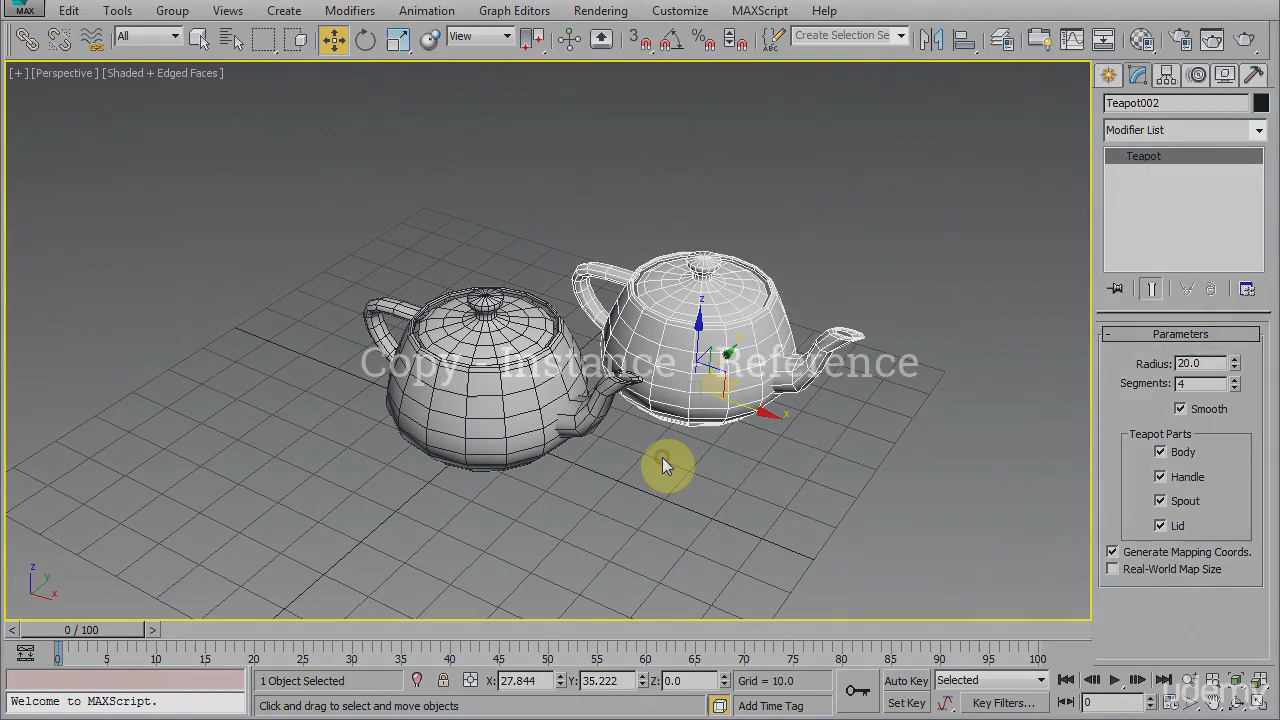 MAX Edit Tools Group Views Create Modifiers Animation Graph Editors Rendering Customize MAXScript Help
All View 3 ABC Create Selection Se
[ + ] [Perspective ] [Shaded + Edged Faces ]
Teapot002
Modifier List
Teapot
Parameters
Radius: 20.0
Segments: 4
Smooth
Teapot Parts
Body
Handle
Spout
Lid
Generate Mapping Coords.
Real-World Map Size
Copy Instance Reference
z
x
z
y
x
< 0 / 100 >
0 5 10 15 20 25 30 35 40 45 50 55 60 65 70 75 80 85 90 95 100
1 Object Selected X: 27.844 Y: 35.222 Z: 0.0 Grid = 10.0 Auto Key Selected
Welcome to MAXScript. Click and drag to select and move objects Add Time Tag Set Key Key Filters... 0
udemy